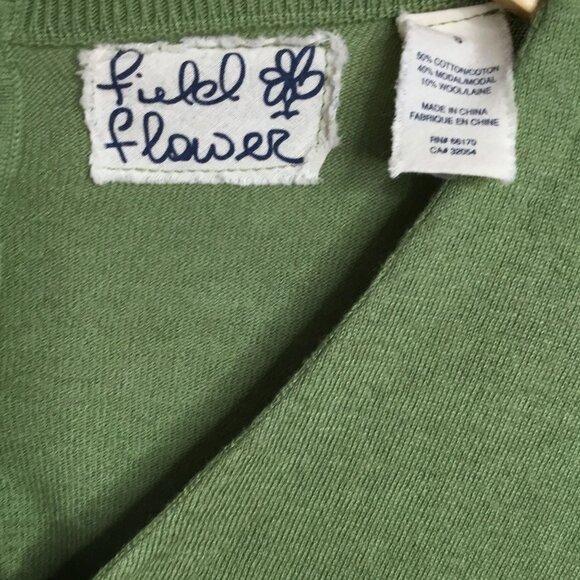 field
flower
50% COTTON/COTON
40% MODAL/MODAL
10% WOOL/LAINE
MADE IN CHINA
FABRIQUE EN CHINE
RN# 66170
CA# 32054